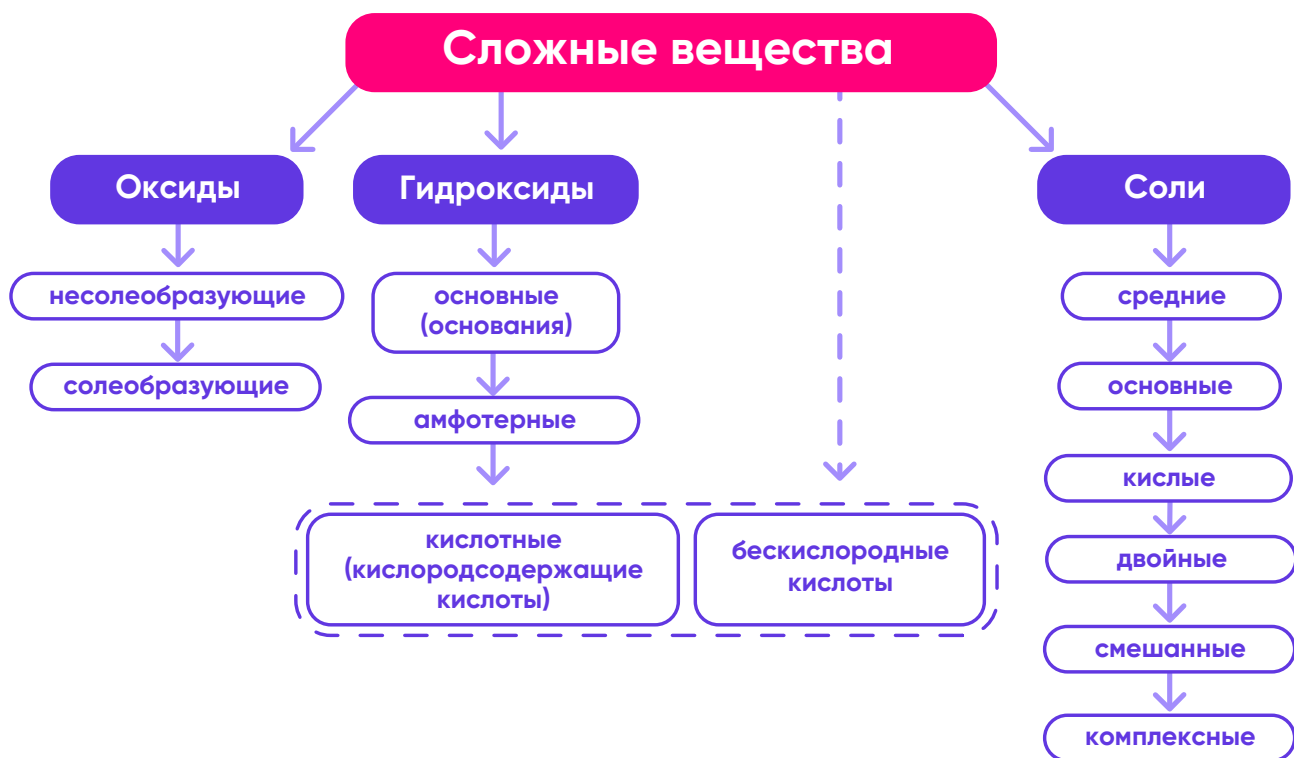 Сложные вещества
Оксиды
несолеобразующие
солеобразующие
Гидроксиды
основные
(основания)
амфотерные
кислотные
(кислородсодержащие
кислоты)
бескислородные
кислоты
Соли
средние
основные
кислые
двойные
смешанные
комплексные